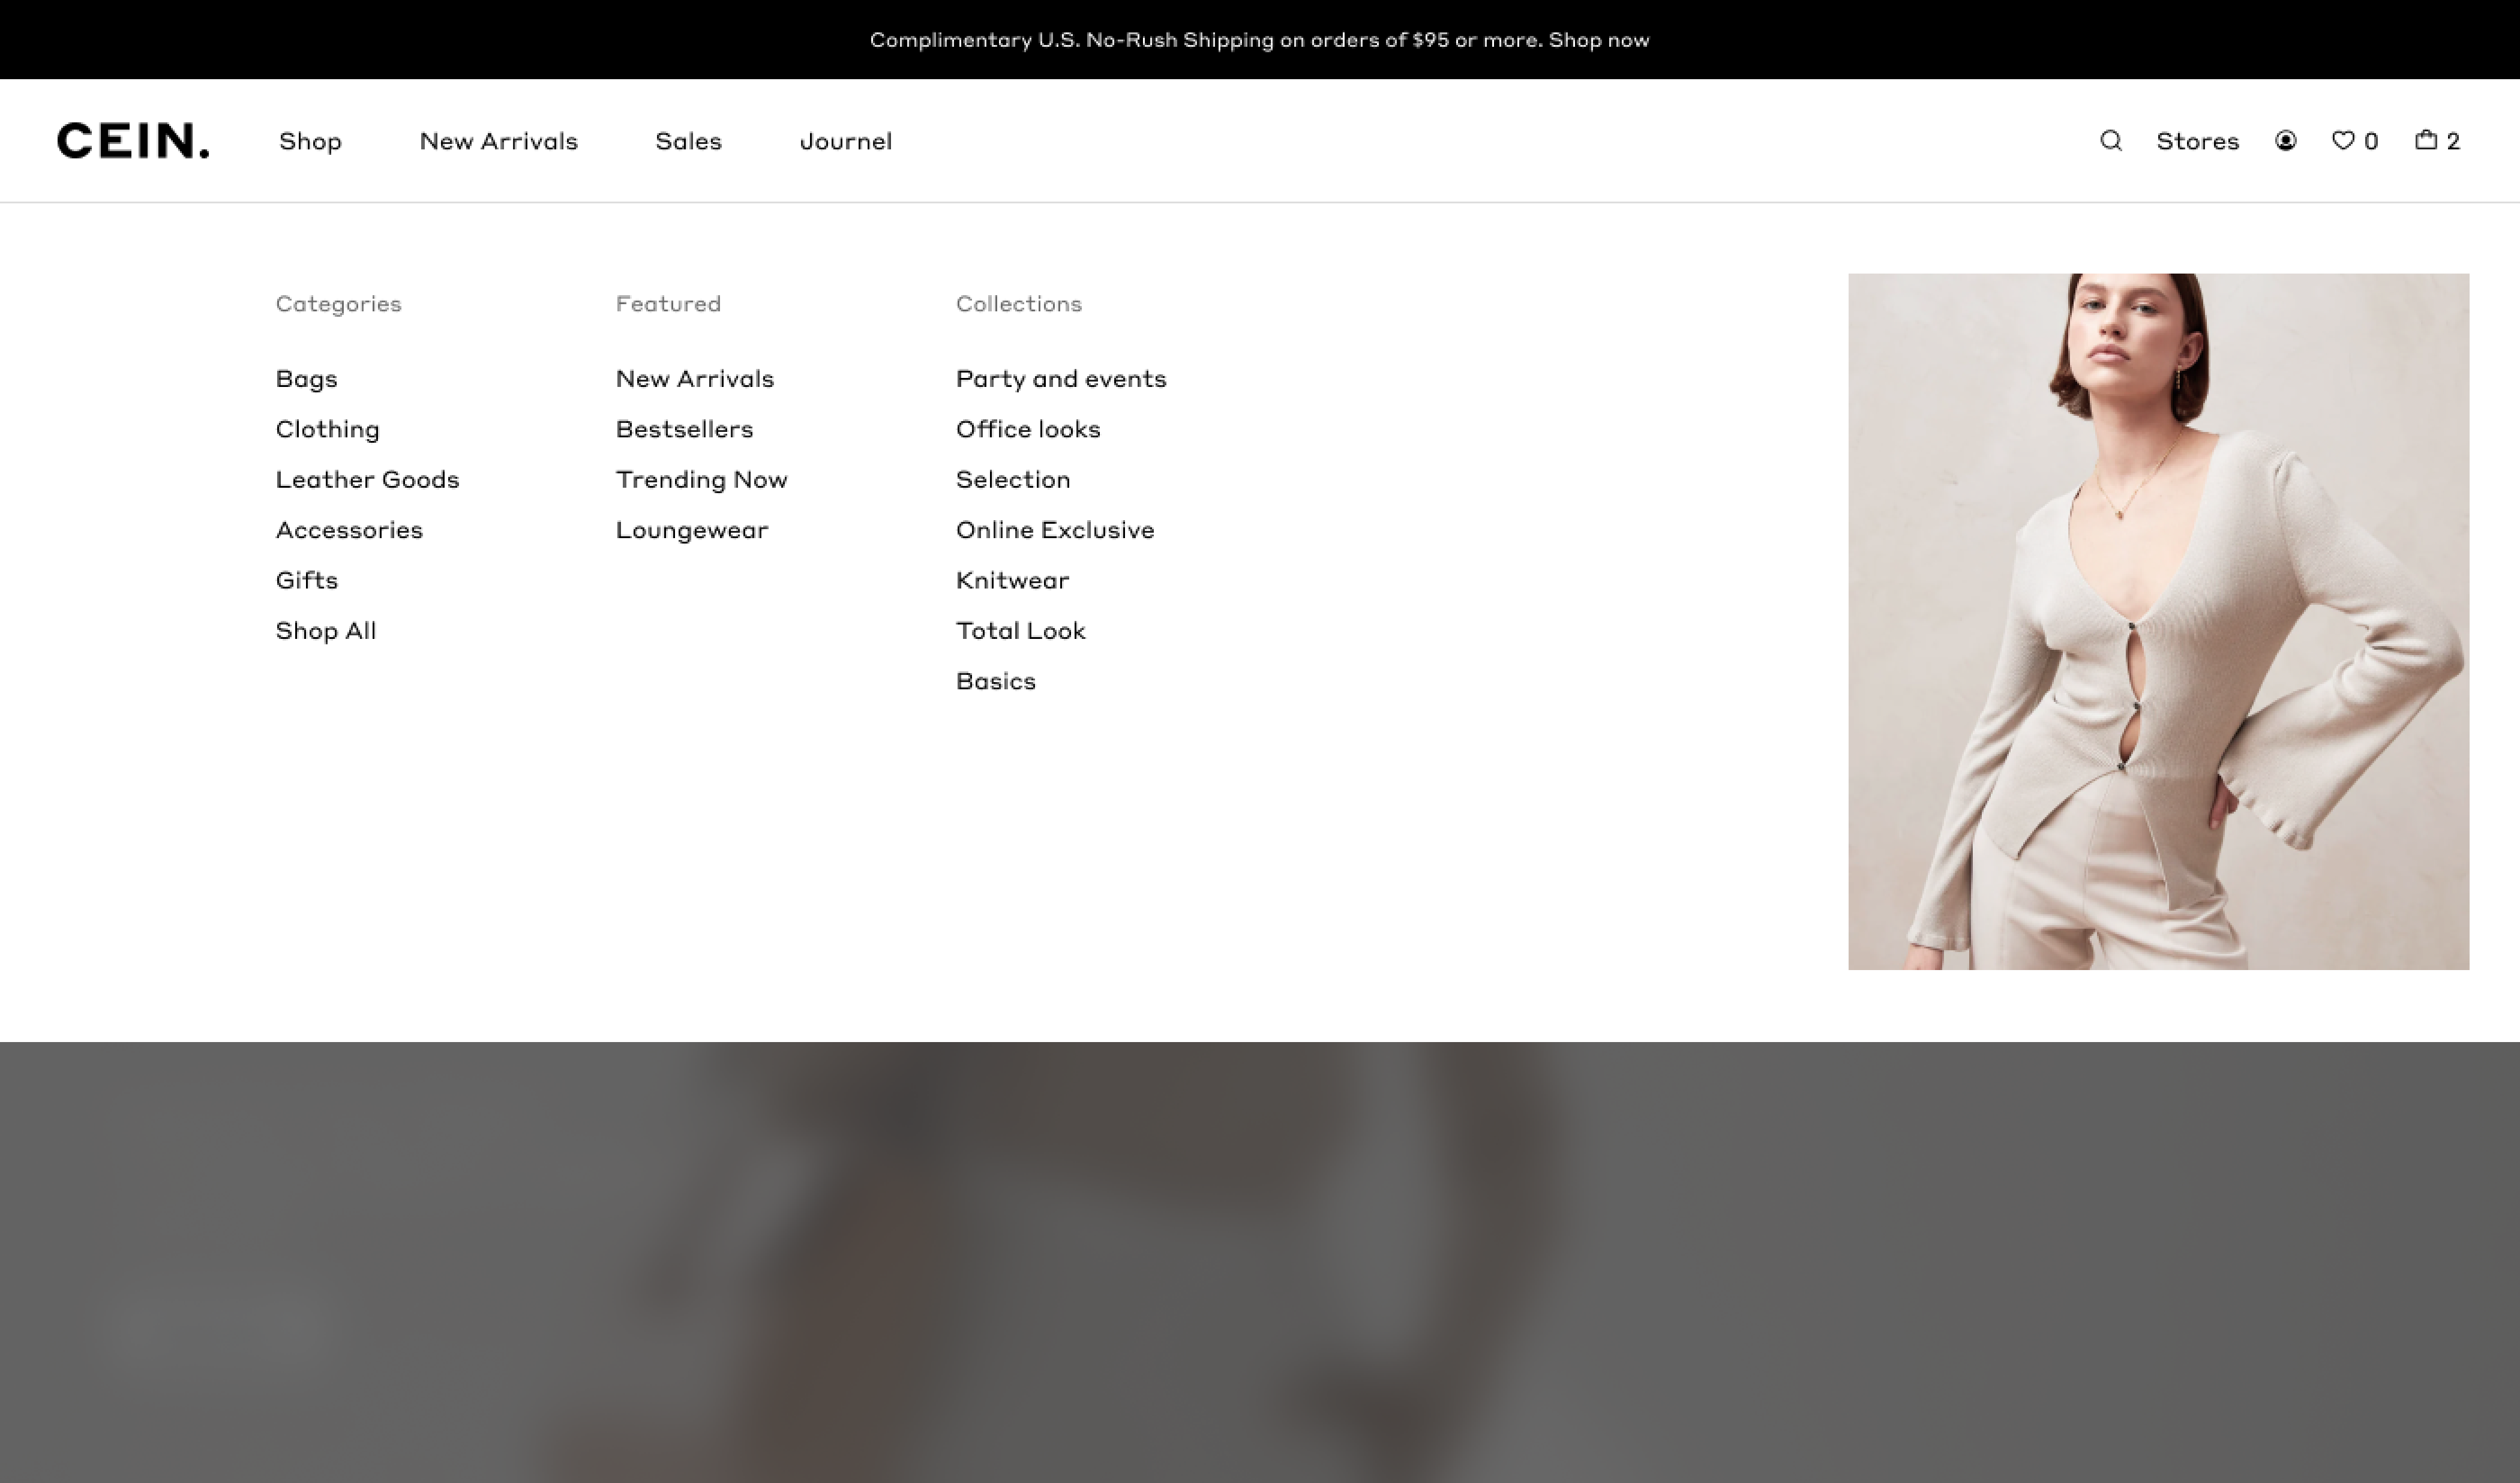 Complimentary U.S. No-Rush Shipping on orders of $95 or more. Shop now
CEIN.
Shop
New Arrivals
Sales
Journel
Stores
0
2
Categories
Bags
Clothing
Leather Goods
Accessories
Gifts
Shop All
Featured
New Arrivals
Bestsellers
Trending Now
Loungewear
Collections
Party and events
Office looks
Selection
Online Exclusive
Knitwear
Total Look
Basics